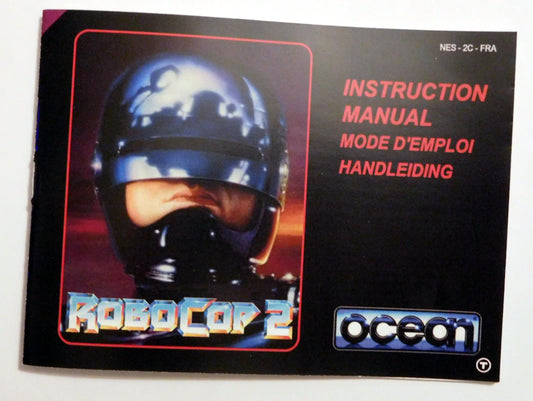 NES - 2C - FRA
INSTRUCTION
MANUAL
MODE D'EMPLOI
HANDLEIDING
ROBOCOP 2
ocean
T